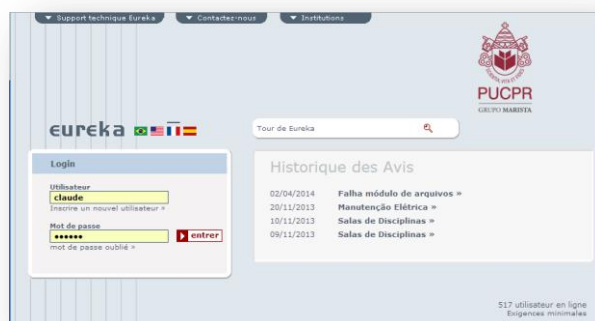 Support technique Eureka
Contactez-nous
Institutions
PUCPR
GRUPO MARISTA
eureka
Tour de Eureka
Login
Utilisateur
claude
Inscrire un nouvel utilisateur »
Mot de passe
••••••
entrer
mot de passe oublié »
Historique des Avis
02/04/2014 Falha módulo de arquivos »
20/11/2013 Manutenção Elétrica »
10/11/2013 Salas de Disciplinas »
09/11/2013 Salas de Disciplinas »
517 utilisateur en ligne
Exigences minimales